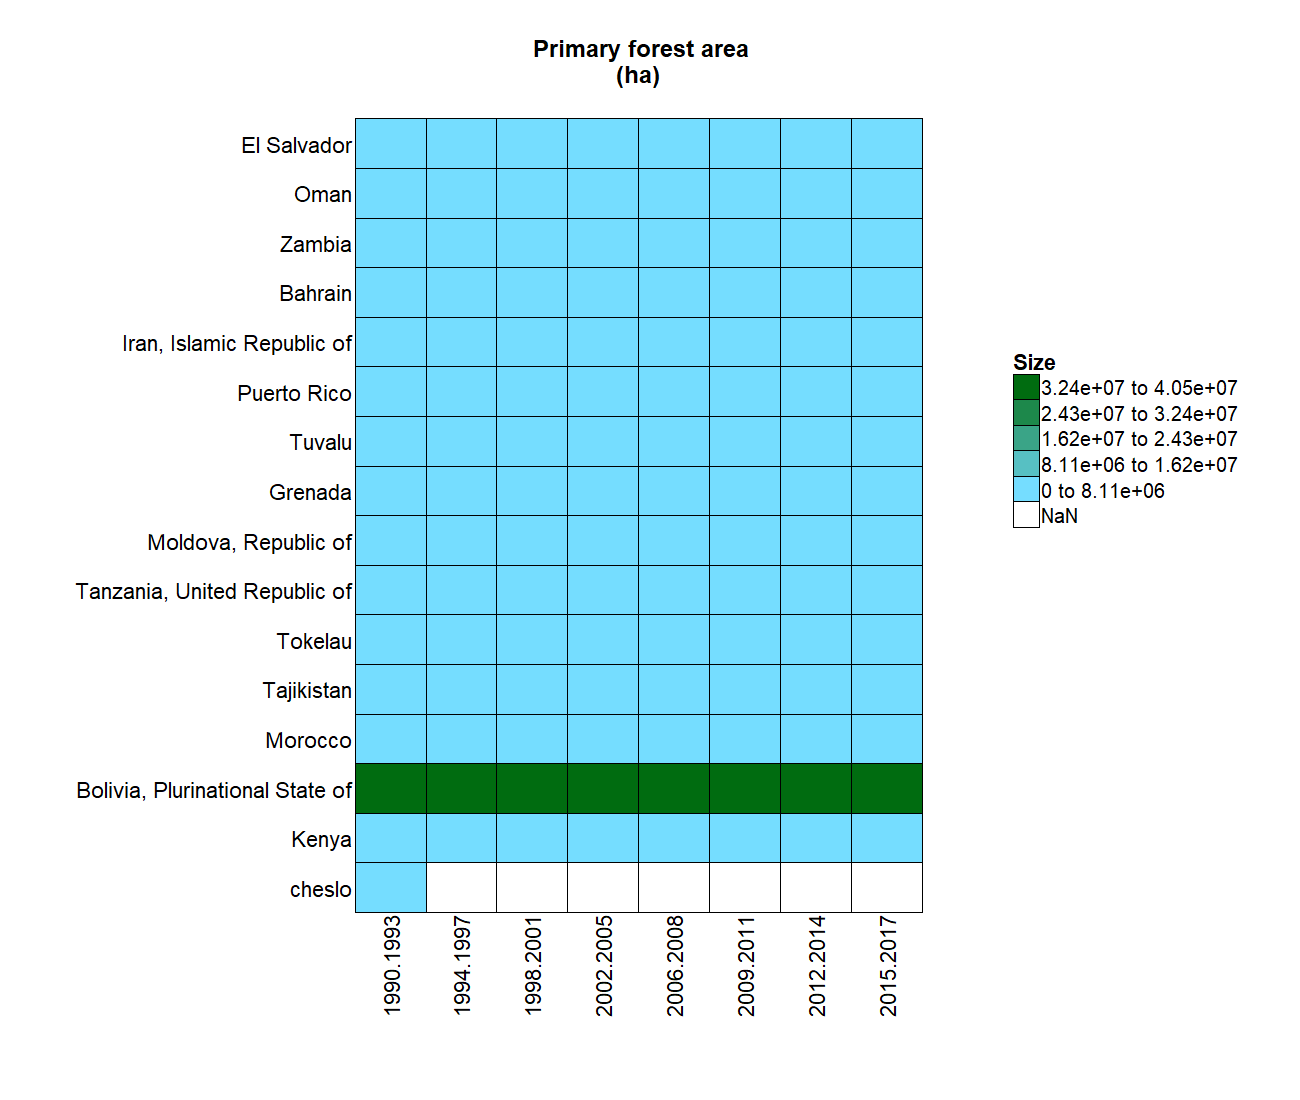 Primary forest area
(ha)
El Salvador
Oman
Zambia
Bahrain
Iran, Islamic Republic of
Puerto Rico
Tuvalu
Grenada
Moldova, Republic of
Tanzania, United Republic of
Tokelau
Tajikistan
Morocco
Bolivia, Plurinational State of
Kenya
cheslo
1990.1993
1994.1997
1998.2001
2002.2005
2006.2008
2009.2011
2012.2014
2015.2017
Size
3.24e+07 to 4.05e+07
2.43e+07 to 3.24e+07
1.62e+07 to 2.43e+07
8.11e+06 to 1.62e+07
0 to 8.11e+06
NaN